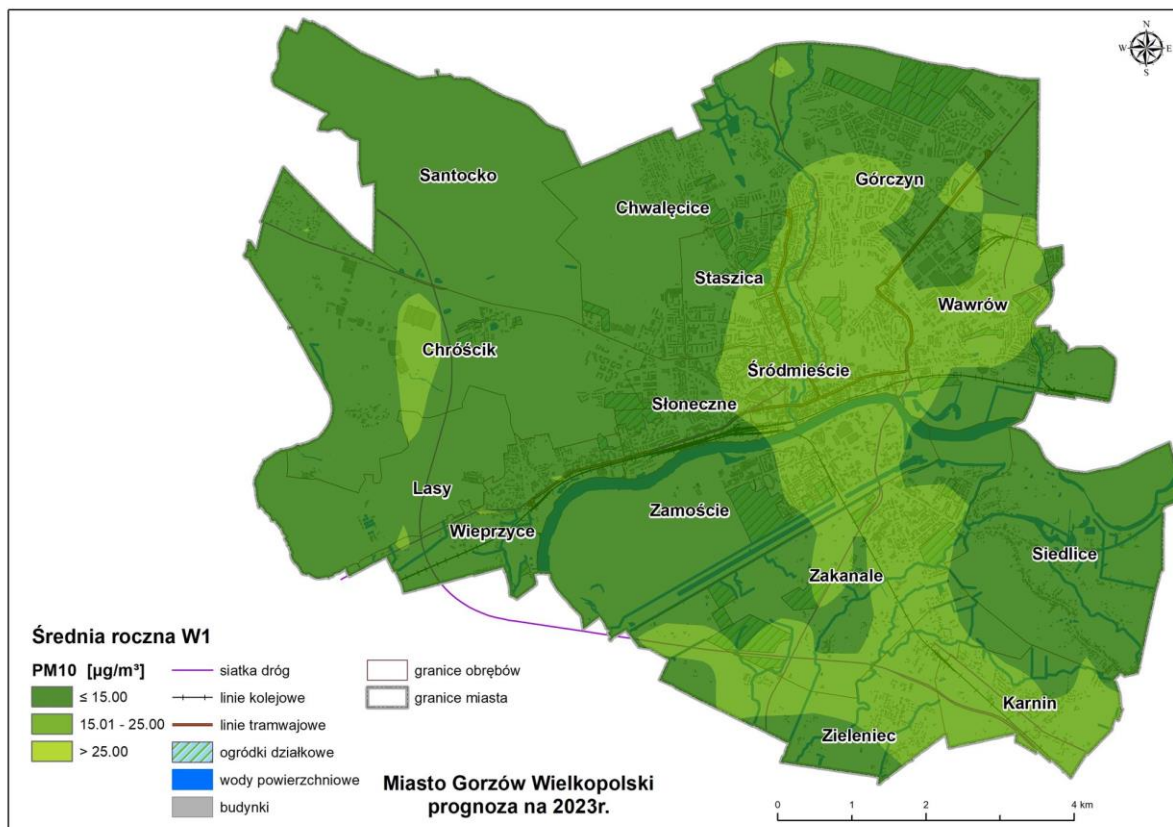 N
W E
S
Santocko
Górczyn
Chwalęcice
Staszica
Wawrów
Chróścik
Śródmieście
Słoneczne
Lasy
Zamoście
Wieprzyce
Siedlice
Zakanale
Karnin
Zieleniec
Średnia roczna W1
PM10 [µg/m³]
≤ 15.00
15.01 - 25.00
> 25.00
siatka dróg
linie kolejowe
linie tramwajowe
ogródki działkowe
wody powierzchniowe
budynki
granice obrębów
granice miasta
Miasto Gorzów Wielkopolski
prognoza na 2023r.
0 1 2 4 km